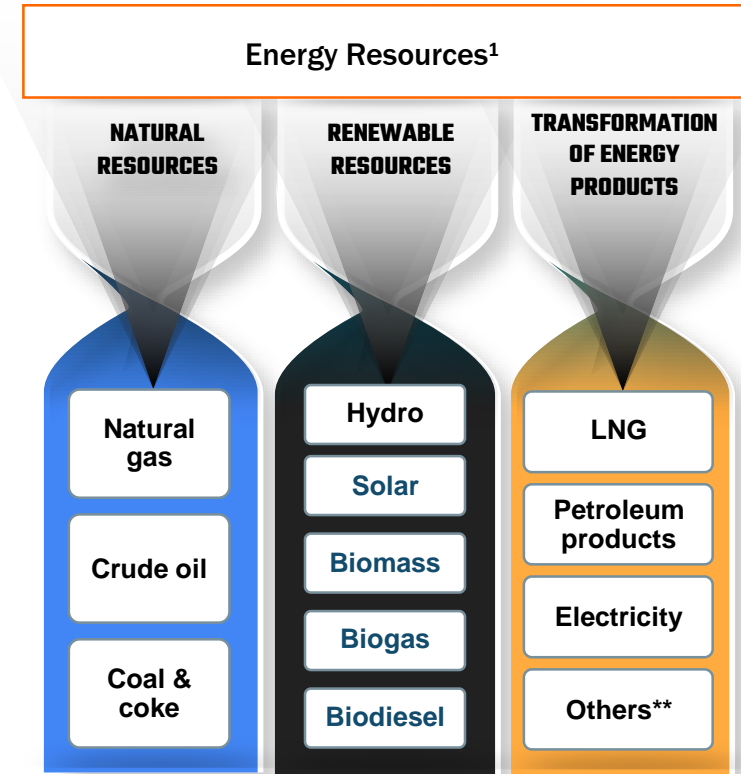 Energy Resources¹
NATURAL
RESOURCES
Natural
gas
Crude oil
Coal &
coke
RENEWABLE
RESOURCES
Hydro
Solar
Biomass
Biogas
Biodiesel
TRANSFORMATION
OF ENERGY
PRODUCTS
LNG
Petroleum
products
Electricity
Others**